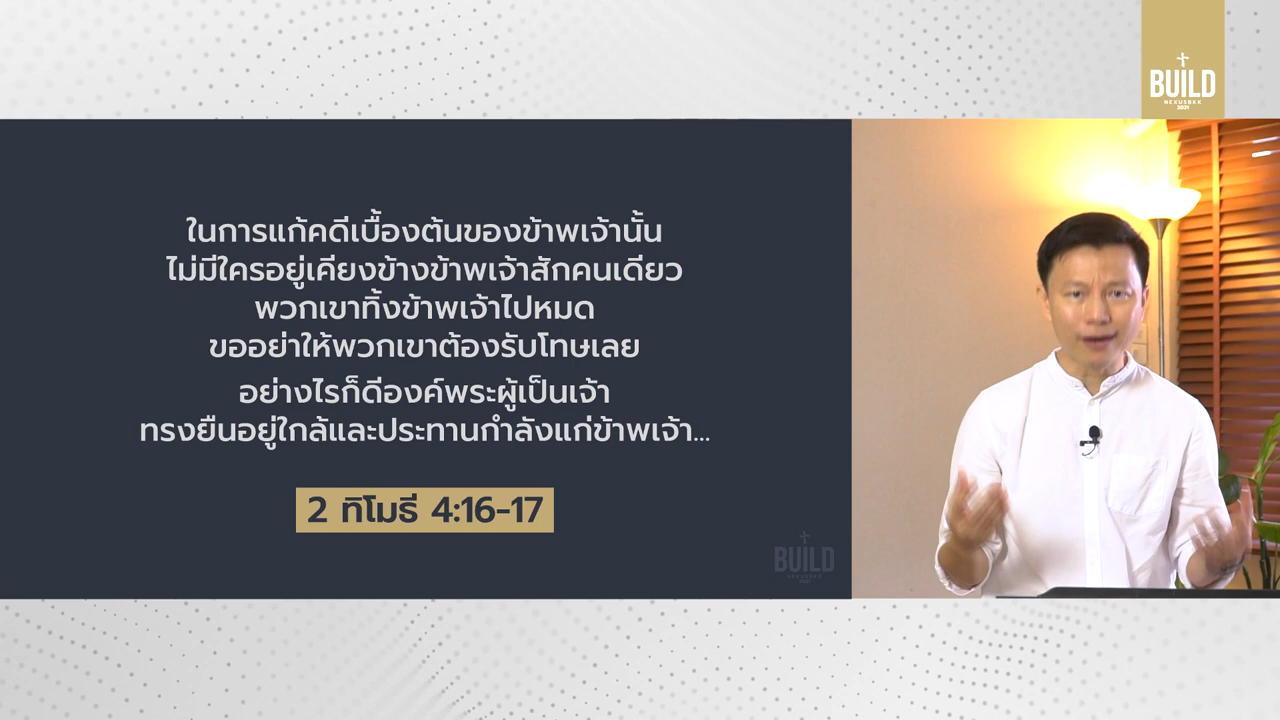 BUILD
NEXUSBKK
2021
ในการแก้คดีเบื้องต้นของข้าพเจ้านั้น
ไม่มีใครอยู่เคียงข้างข้าพเจ้าสักคนเดียว
พวกเขาทิ้งข้าพเจ้าไปหมด
ขออย่าให้พวกเขาต้องรับโทษเลย
อย่างไรก็ดีองค์พระผู้เป็นเจ้า
ทรงยืนอยู่ใกล้และประทานกำลังแก่ข้าพเจ้า...
2 ทิโมธี 4:16-17
BUILD
NEXUSBKK
2021